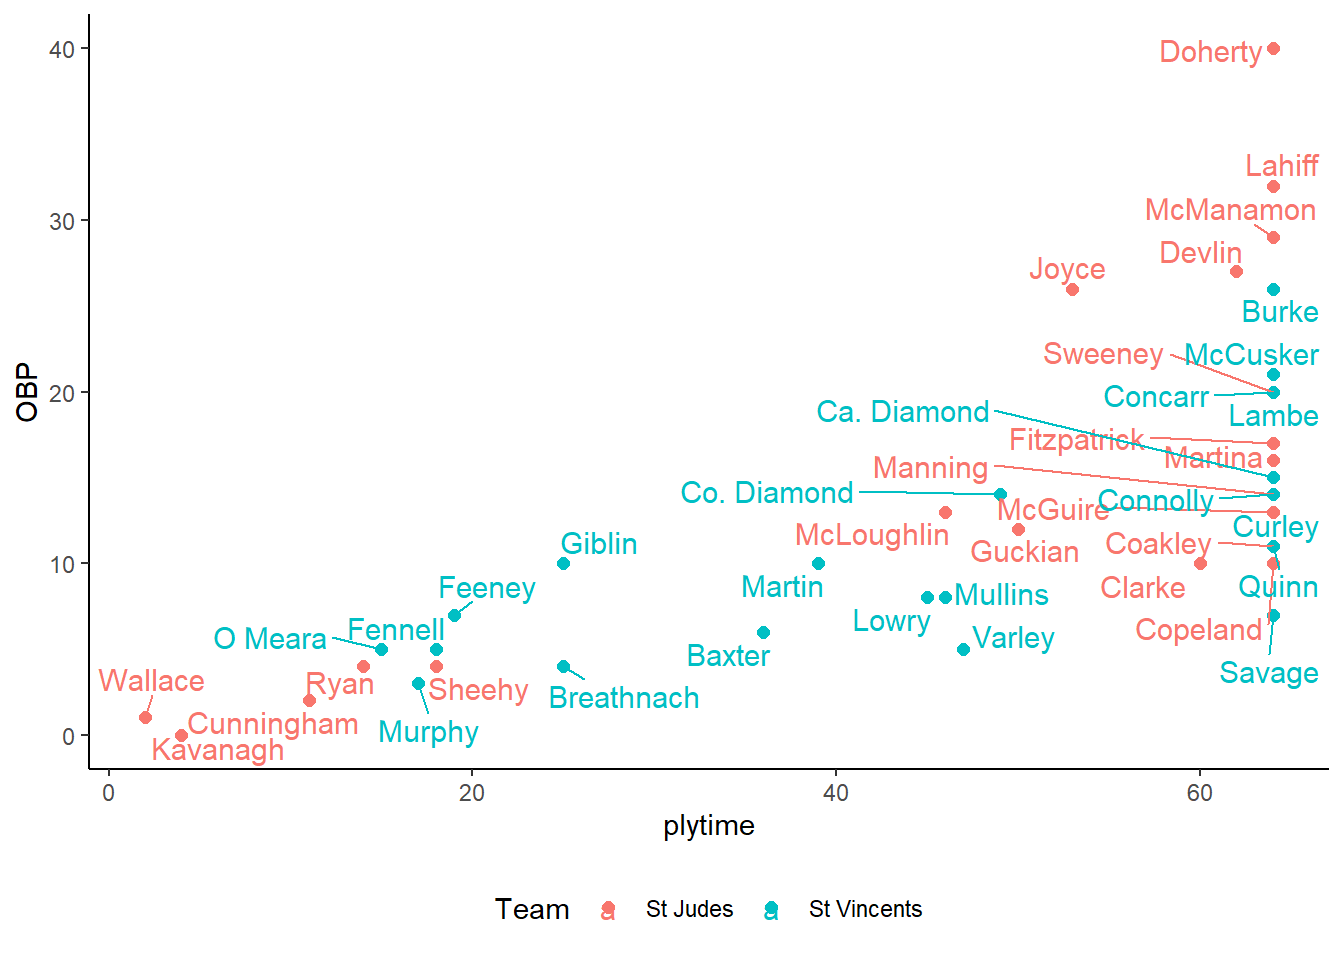 40
Doherty
Lahiff
McManamon
30
Devlin
Joyce
Burke
OBP
Sweeney
McCusker
20
Concarr
Ca. Diamond
Lambe
Fitzpatrick
Martina
Manning
Co. Diamond
Connolly
McGuire
McLoughlin
Curley
Giblin
Guckian
Coakley
10
Feeney
Martin
Clarke
Quinn
Mullins
Lowry
Fennell
O Meara
Varley
Copeland
Baxter
Savage
Wallace
Ryan
Sheehy
Breathnach
Cunningham
Murphy
0
Kavanagh
0 20 40 60
plytime
Team a St Judes a St Vincents